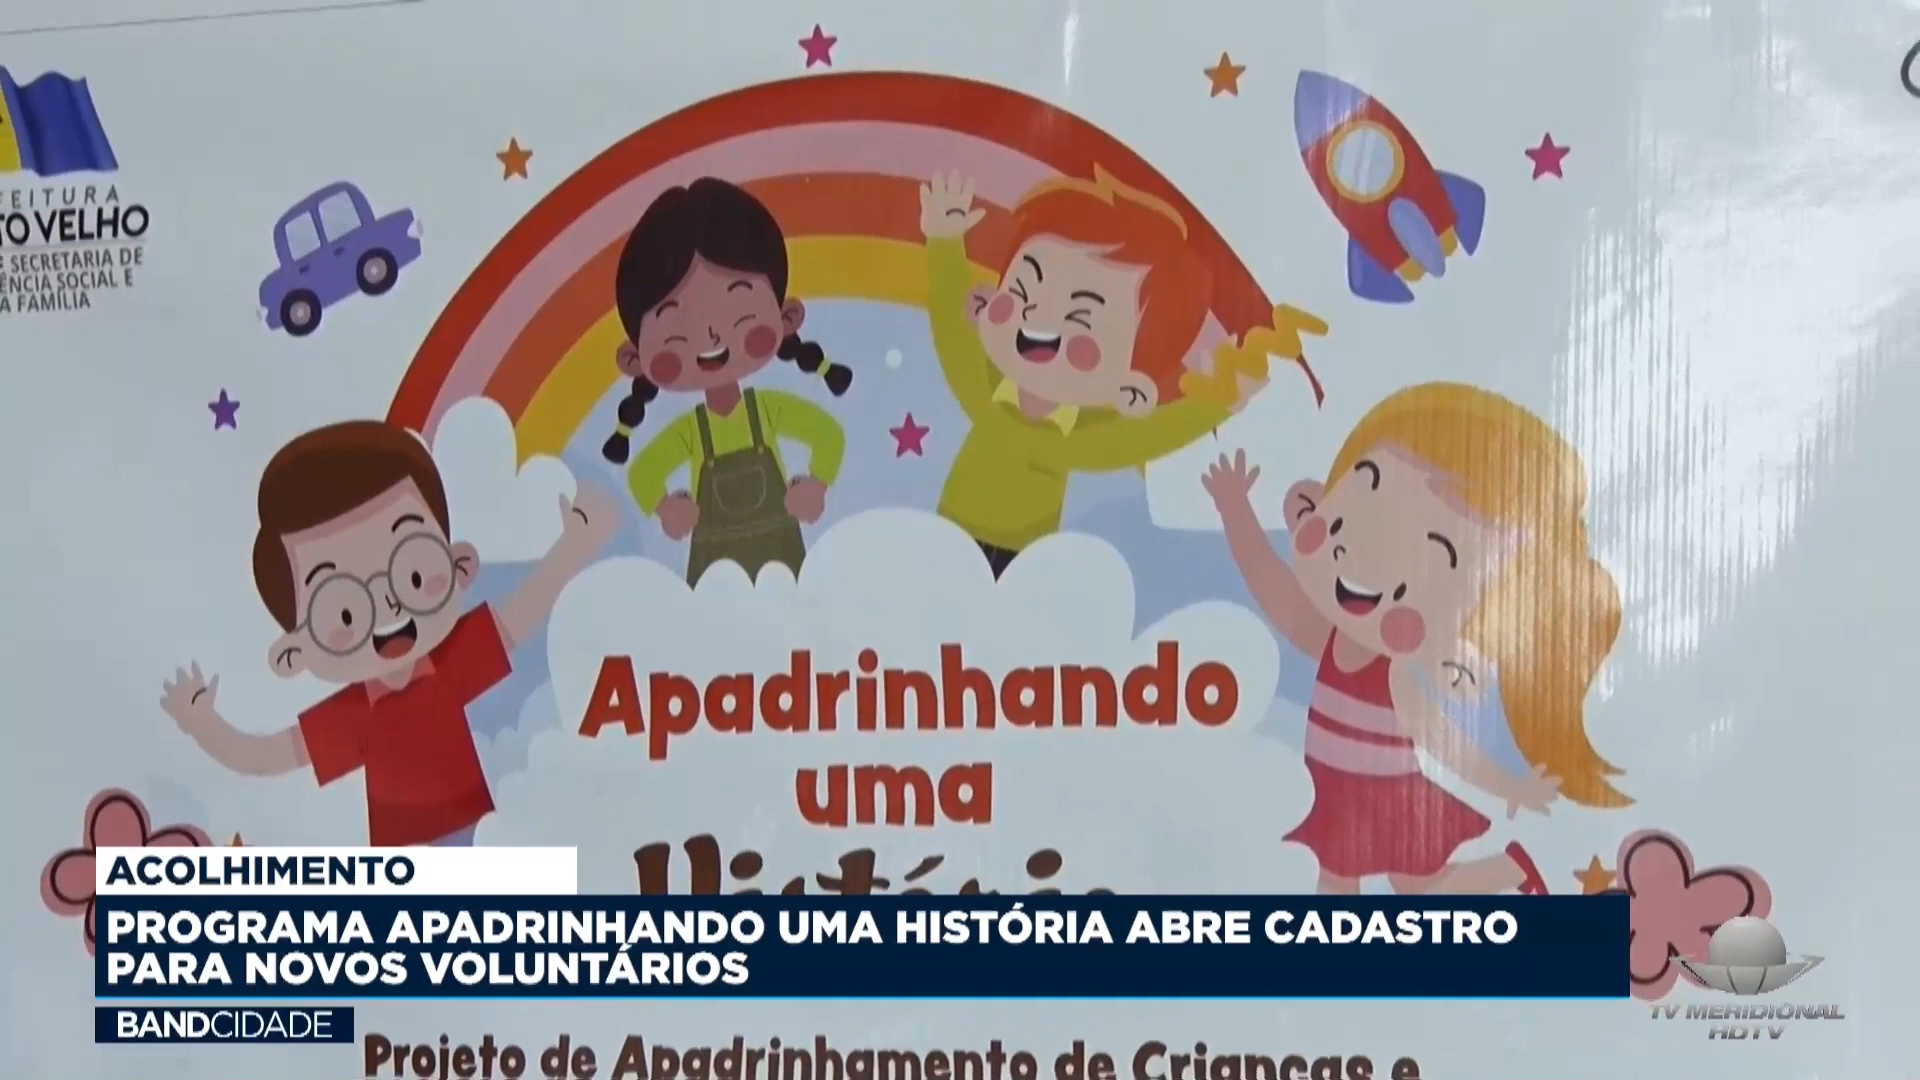 FEITURA
TO VELHO
SECRETARIA DE
ÊNCIA SOCIAL E
A FAMÍLIA
Apadrinhando
uma
História
ACOLHIMENTO
PROGRAMA APADRINHANDO UMA HISTÓRIA ABRE CADASTRO
PARA NOVOS VOLUNTÁRIOS
BANDCIDADE
TV MERIDIONAL
HDTV
Projeto de Apadrinhamento de Crianças e